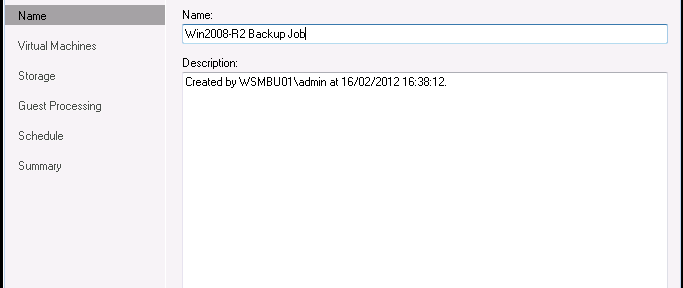 Name
Virtual Machines
Storage
Guest Processing
Schedule
Summary
Name:
Win2008-R2 Backup Job
Description:
Created by WSMBU01\admin at 16/02/2012 16:38:12.